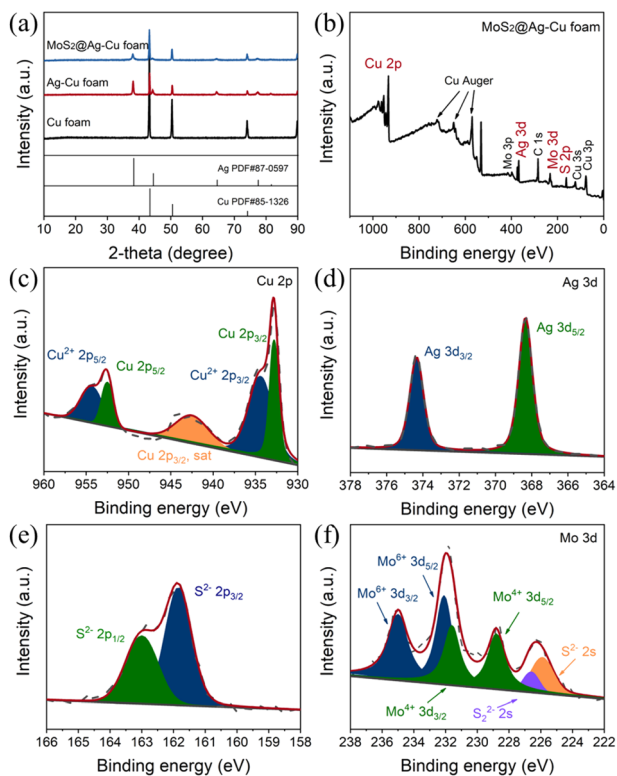 (a)
MoS2@Ag-Cu foam
Ag-Cu foam
Cu foam
Ag PDF#87-0597
Cu PDF#85-1326
Intensity (a.u.)
10 20 30 40 50 60 70 80 90
2-theta (degree)
(b)
MoS2@Ag-Cu foam
Cu 2p
Cu Auger
Mo 3p
Ag 3d
C 1s
Mo 3d
S 2p
Cu 3s
Cu 3p
Intensity (a.u.)
1000 800 600 400 200 0
Binding energy (eV)
(c)
Cu 2p
Cu 2p3/2
Cu²⁺ 2p5/2
Cu 2p5/2
Cu²⁺ 2p3/2
Cu 2p3/2, sat
Intensity (a.u.)
960 955 950 945 940 935 930
Binding energy (eV)
(d)
Ag 3d
Ag 3d3/2
Ag 3d5/2
Intensity (a.u.)
378 376 374 372 370 368 366 364
Binding energy (eV)
(e)
S²⁻ 2p3/2
S²⁻ 2p1/2
Intensity (a.u.)
166 165 164 163 162 161 160 159 158
Binding energy (eV)
(f)
Mo 3d
Mo⁶⁺ 3d5/2
Mo⁶⁺ 3d3/2
Mo⁴⁺ 3d5/2
S²⁻ 2s
Mo⁴⁺ 3d3/2
S₂²⁻ 2s
Intensity (a.u.)
238 236 234 232 230 228 226 224 222
Binding energy (eV)